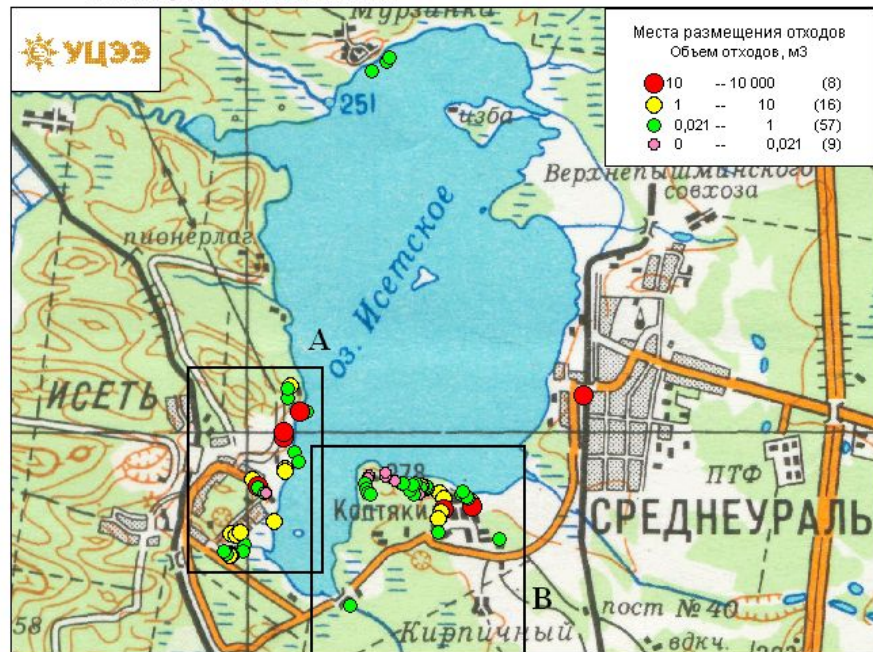 УЦЭЭ
Мурзинка
Места размещения отходов
Объем отходов, м3
10 -- 10 000 (8)
1 -- 10 (16)
0,021 -- 1 (57)
0 -- 0,021 (9)
251
изба
Верхнепышминского
совхоза
пионерлаг.
оз. Исетское
А
ИСЕТЬ
278
Коптяки
ПТФ
СРЕДНЕУРАЛЬ
B
58
Кирпичный
пост № 40
вдкч.